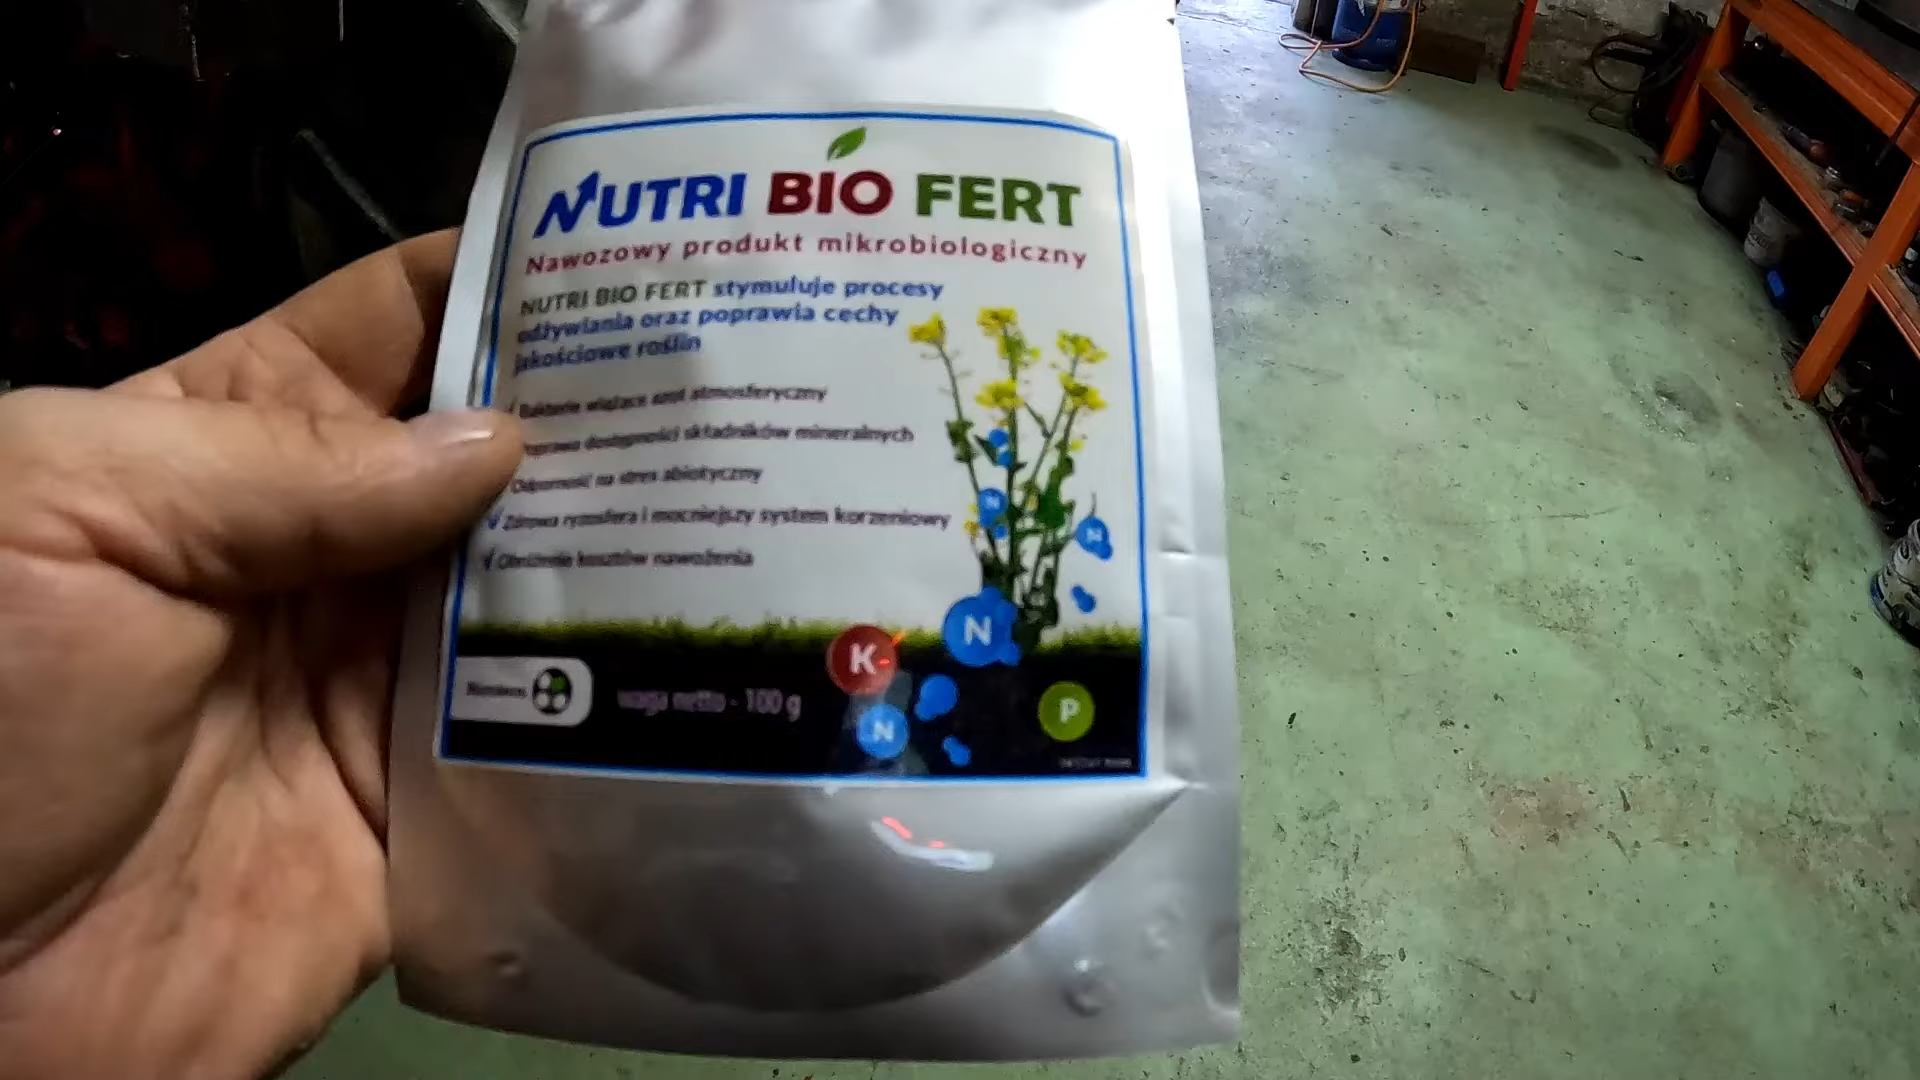 NUTRI BIO FERT
Nawozowy produkt mikrobiologiczny
NUTRI BIO FERT stymuluje procesy
odżywiania oraz poprawia cechy
jakościowe roślin
Bakterie wiążące azot atmosferyczny
dostępności składników mineralnych
Odporność na stres abiotyczny
Zdrowa ryzosfera i mocniejszy system korzeniowy
Obniżenie kosztów nawożenia
N
N
N
K
N
P
waga netto - 100 g